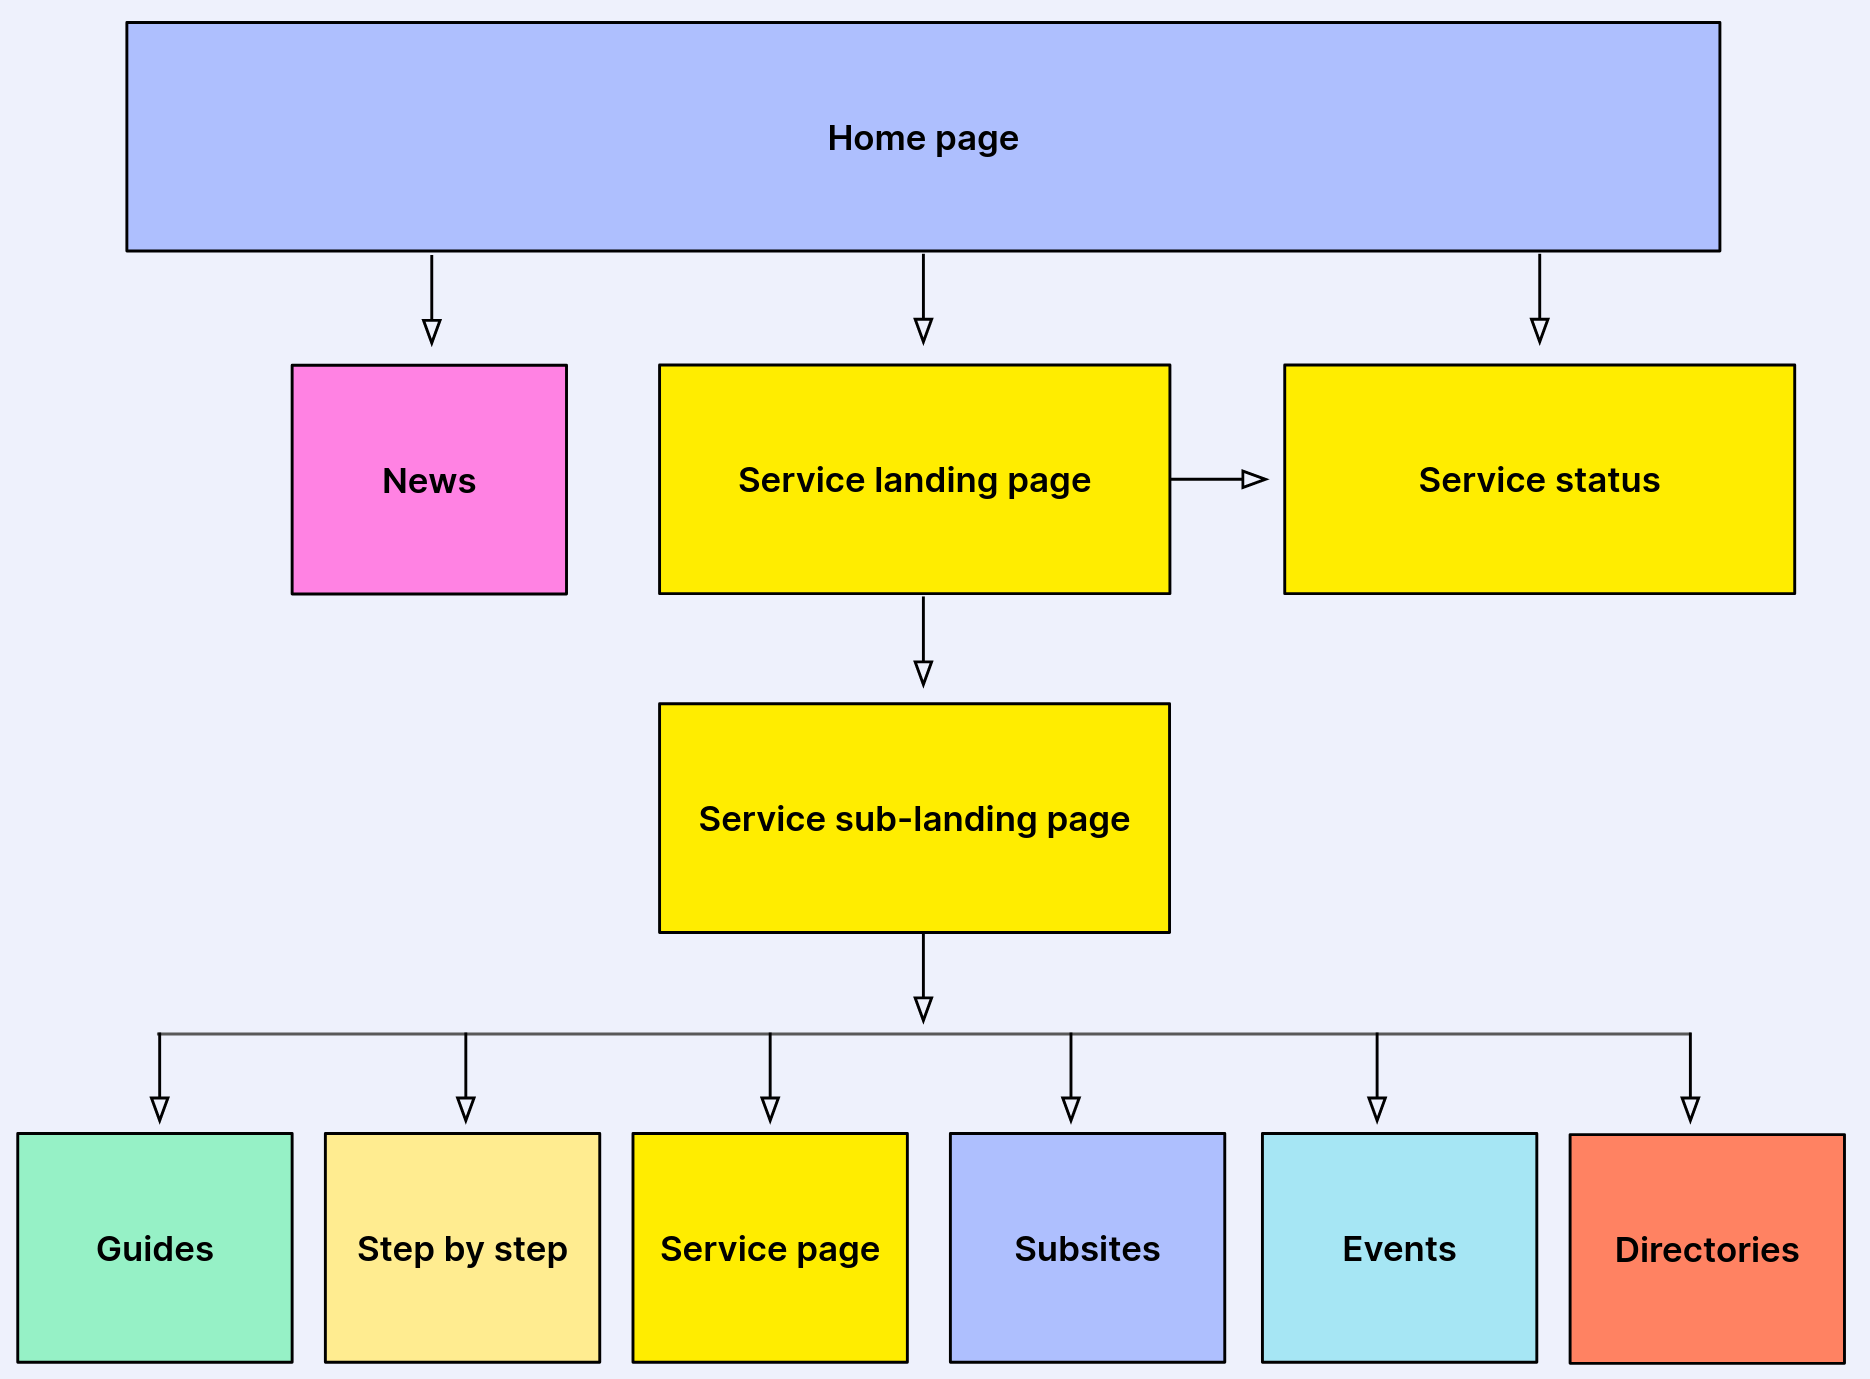 Home page
News
Service landing page
Service status
Service sub-landing page
Guides
Step by step
Service page
Subsites
Events
Directories